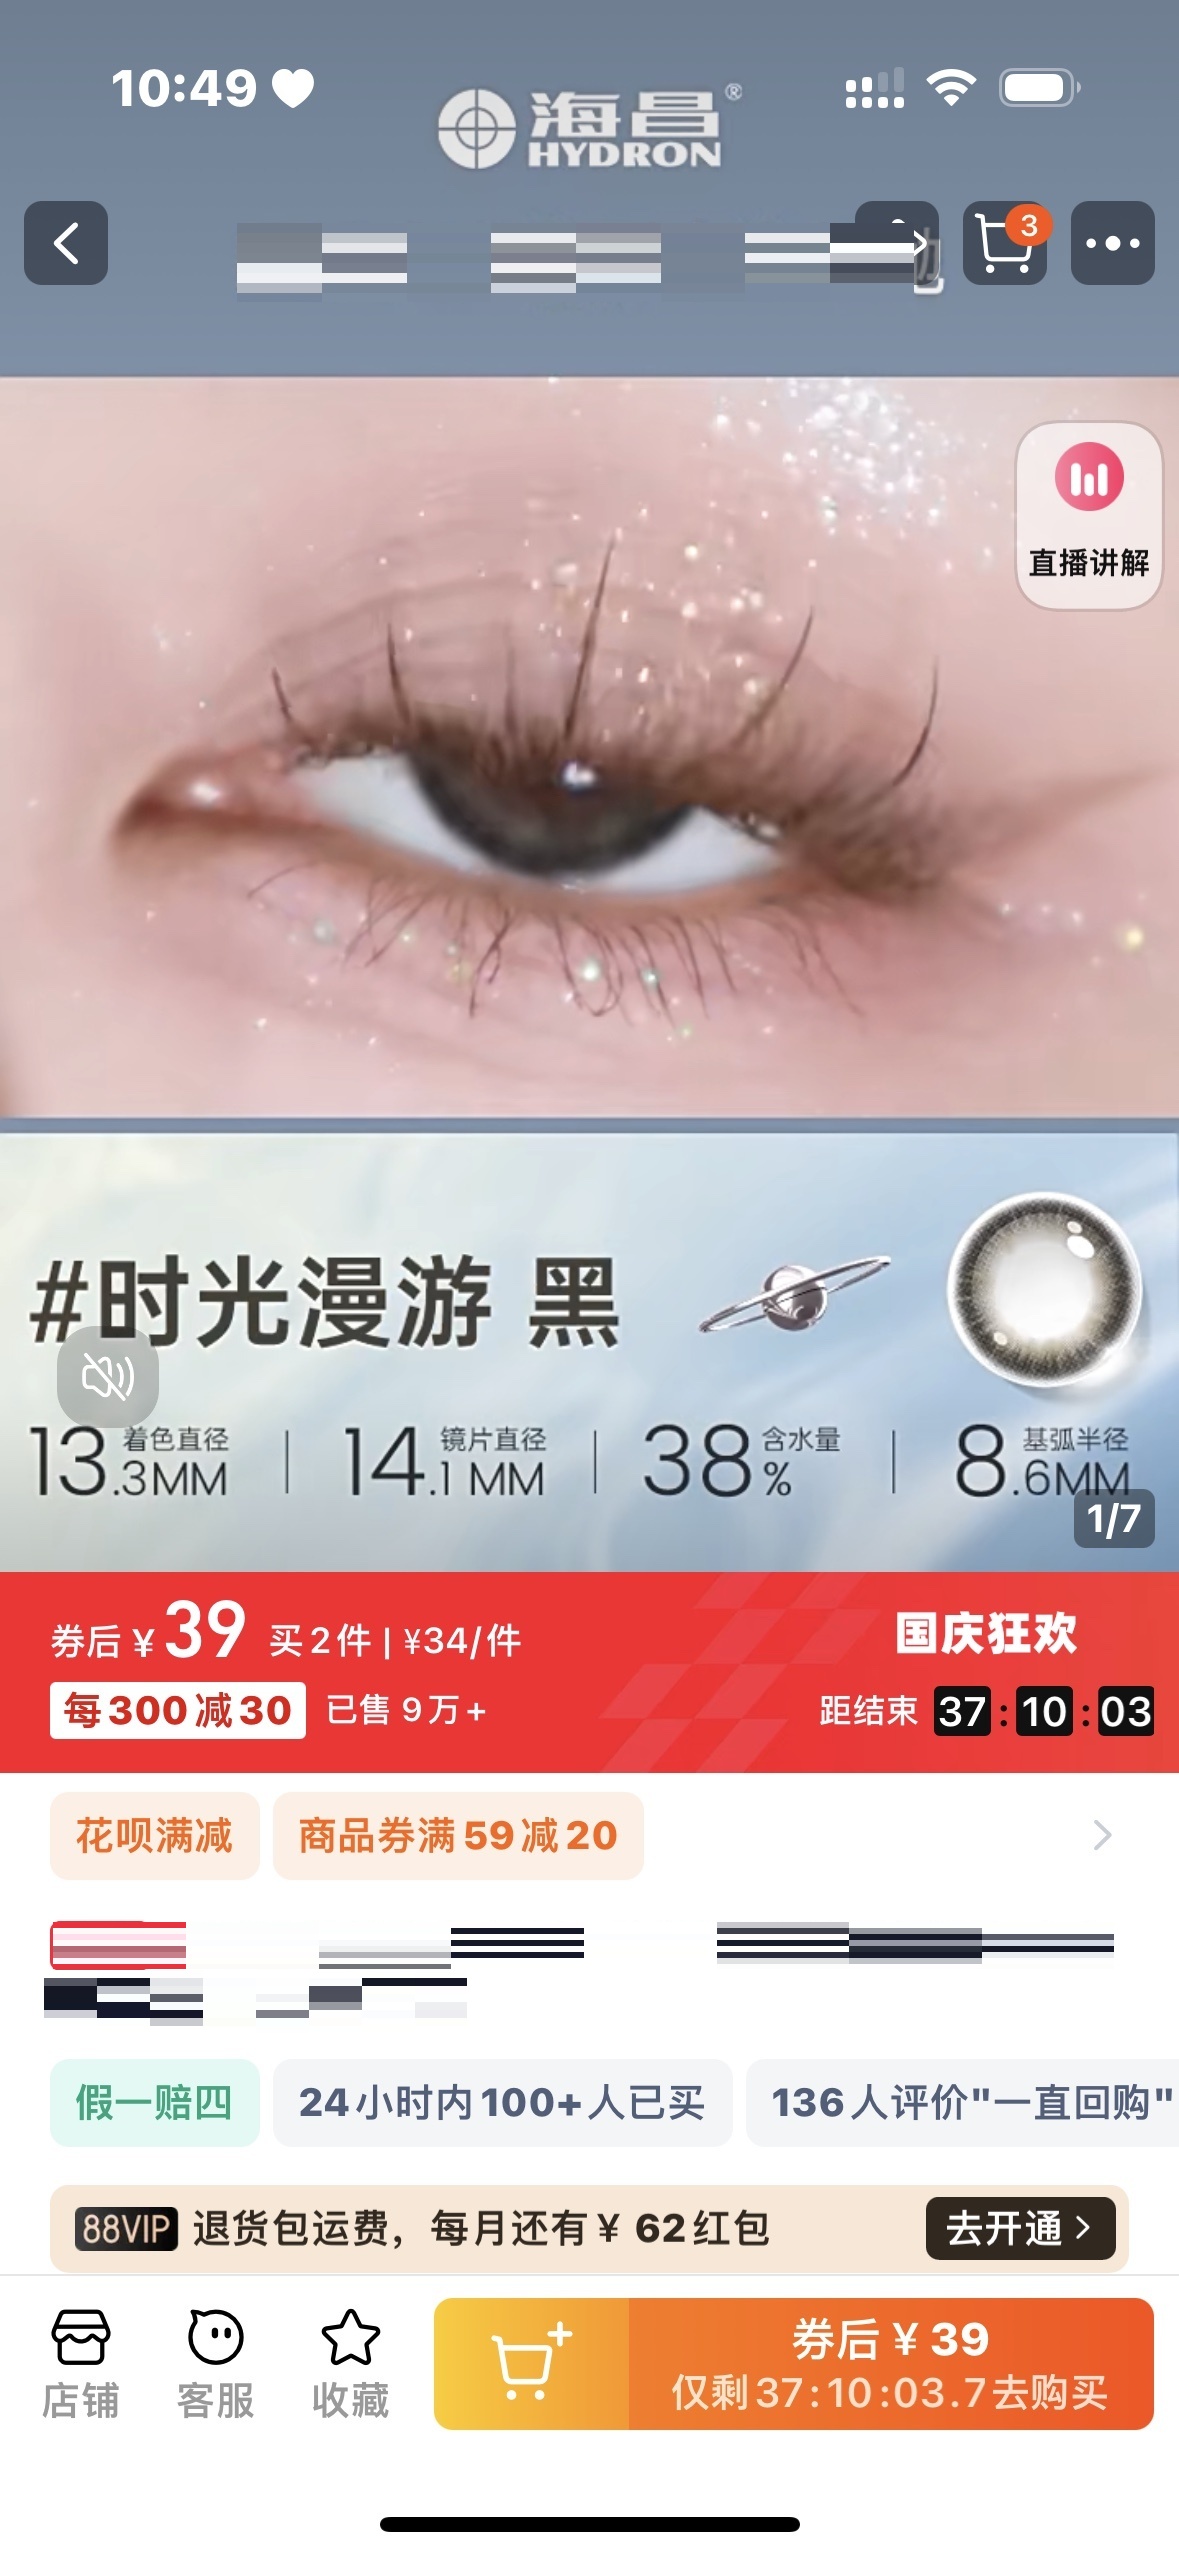 10:49
海昌®
HYDRON
3
直播讲解
#时光漫游 黑
13.3MM 着色直径
14.1 MM 镜片直径
38% 含水量
8.6MM 基弧半径
1/7
券后 ¥39 买2件 | ¥34/件
国庆狂欢
每300减30 已售 9万+
距结束 37:10:03
花呗满减 商品券满59减20
假一赔四 24小时内100+人已买 136人评价"一直回购"
88VIP 退货包运费，每月还有¥62红包 去开通
券后¥39
仅剩37:10:03.7去购买
店铺 客服 收藏